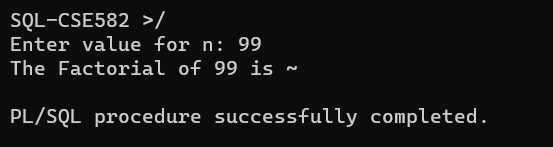 SQL-CSE582 >/
Enter value for n: 99
The Factorial of 99 is ~
PL/SQL procedure successfully completed.